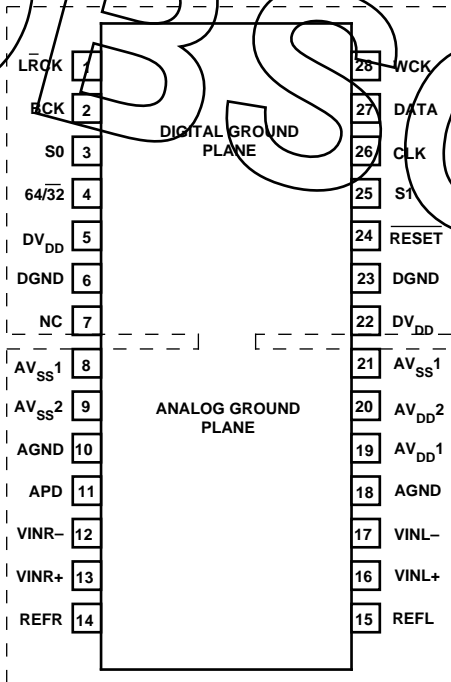 LRCK 1
BCK 2
S0 3
64/32 4
DVDD 5
DGND 6
NC 7
AVSS1 8
AVSS2 9
AGND 10
APD 11
VINR– 12
VINR+ 13
REFR 14
DIGITAL GROUND
PLANE
ANALOG GROUND
PLANE
28 WCK
27 DATA
26 CLK
25 S1
24 RESET
23 DGND
22 DVDD
21 AVSS1
20 AVDD2
19 AVDD1
18 AGND
17 VINL–
16 VINL+
15 REFL